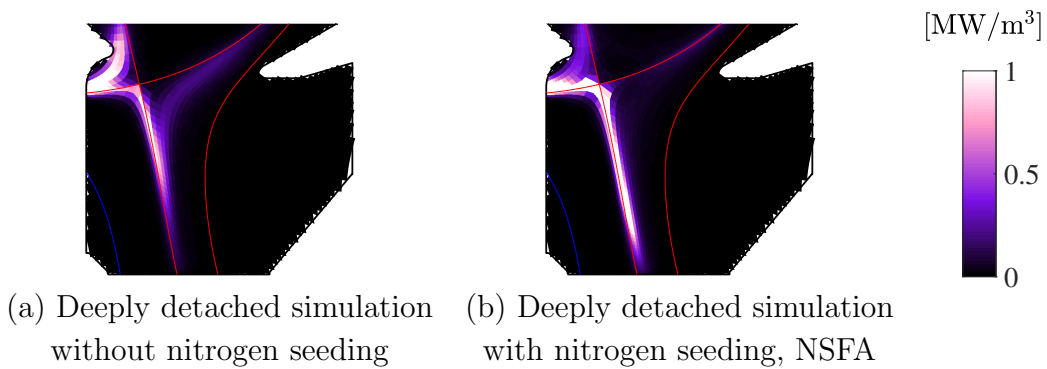 [MW/m³]
1
0.5
0
(a) Deeply detached simulation
without nitrogen seeding
(b) Deeply detached simulation
with nitrogen seeding, NSFA